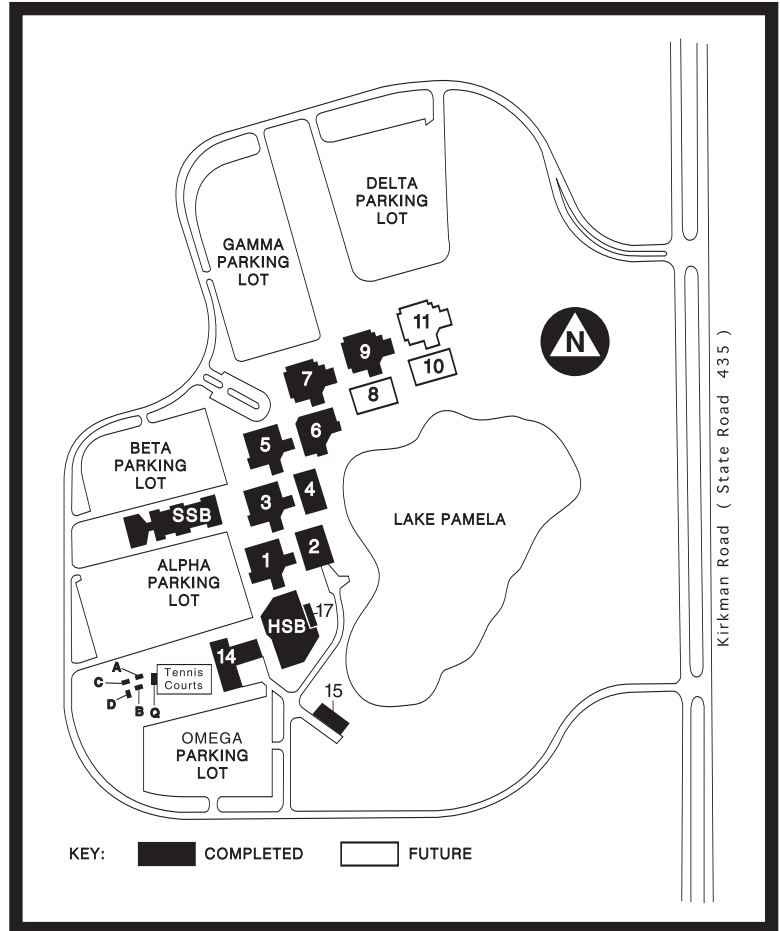 DELTA
PARKING
LOT
GAMMA
PARKING
LOT
11
9
10
7
8
N
6
5
BETA
PARKING
LOT
4
3
SSB
LAKE PAMELA
2
1
ALPHA
PARKING
LOT
17
HSB
14
A
Tennis
Courts
C
D
B
Q
15
OMEGA
PARKING
LOT
Kirkman Road ( State Road 435 )
KEY:
COMPLETED
FUTURE